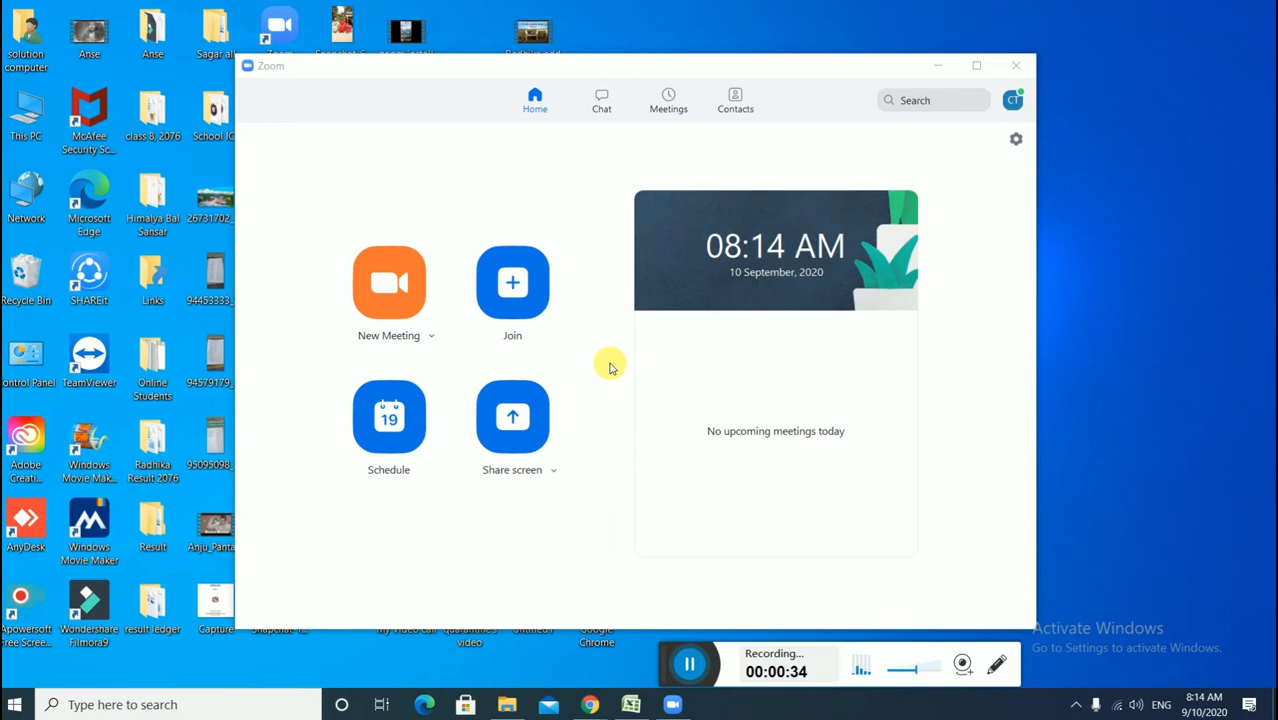 solution
computer
Anse
Anse
Sagar all
Zoom
This PC
McAfee
Security Sc...
class 8, 2076
School IC
Network
Microsoft
Edge
Himalya Bal
Sansar
26731702_
Recycle Bin
SHAREit
Links
94453333_
Control Panel
TeamViewer
Online
Students
94579179_
Adobe
Creati...
Windows
Movie Mak...
Radhika
Result 2076
95095098_
AnyDesk
Windows
Movie Maker
Result
Anju_Panta
Apowersoft
Free Scree...
Wondershare
Filmora9
result ledger
Capture
video
Google
Chrome
Zoom
Home
Chat
Meetings
Contacts
Search
CT
08:14 AM
10 September, 2020
New Meeting
Join
19
Schedule
Share screen
No upcoming meetings today
Activate Windows
Go to Settings to activate Windows.
Recording...
00:00:34
Type here to search
ENG
8:14 AM
9/10/2020